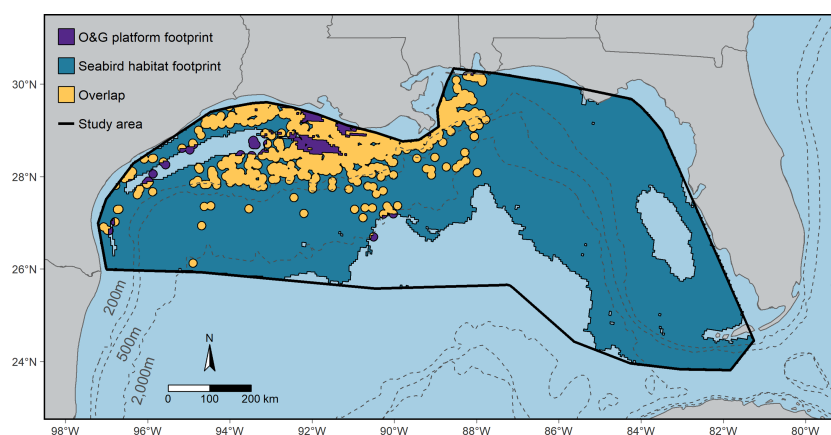 O&G platform footprint
Seabird habitat footprint
Overlap
Study area
30°N
28°N
26°N
24°N
200m
500m
2,000m
N
0 100 200 km
98°W 96°W 94°W 92°W 90°W 88°W 86°W 84°W 82°W 80°W